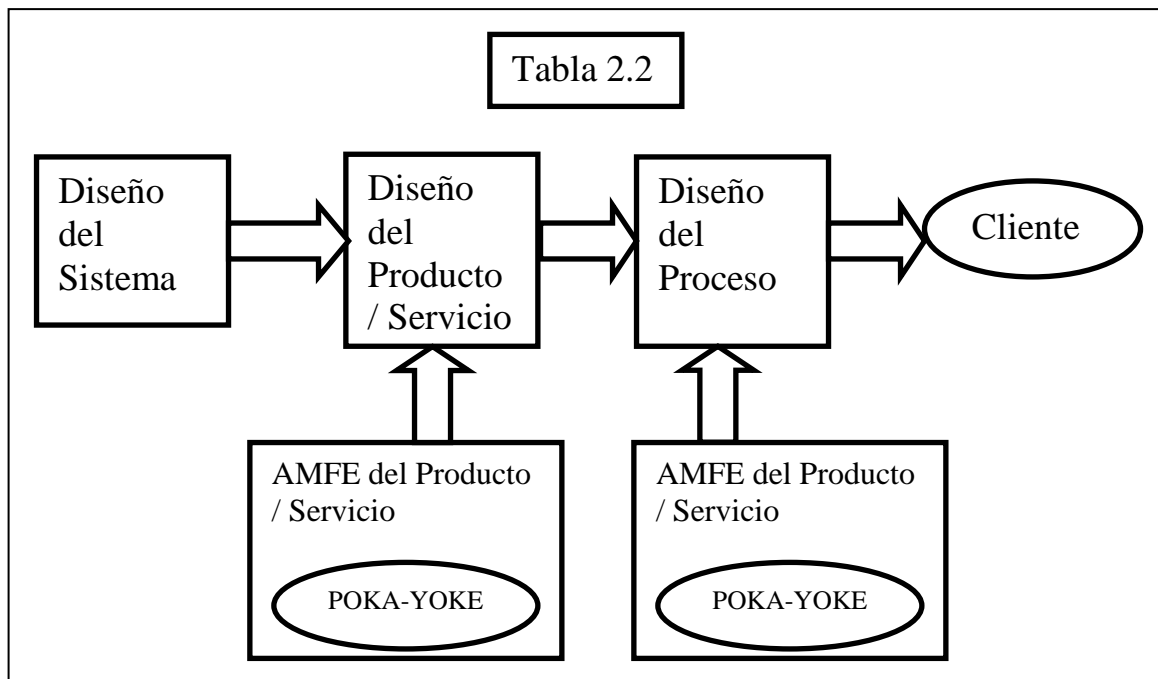 Tabla 2.2
Diseño
del
Sistema
Diseño
del
Producto
/ Servicio
Diseño
del
Proceso
Cliente
AMFE del Producto
/ Servicio
POKA-YOKE
AMFE del Producto
/ Servicio
POKA-YOKE